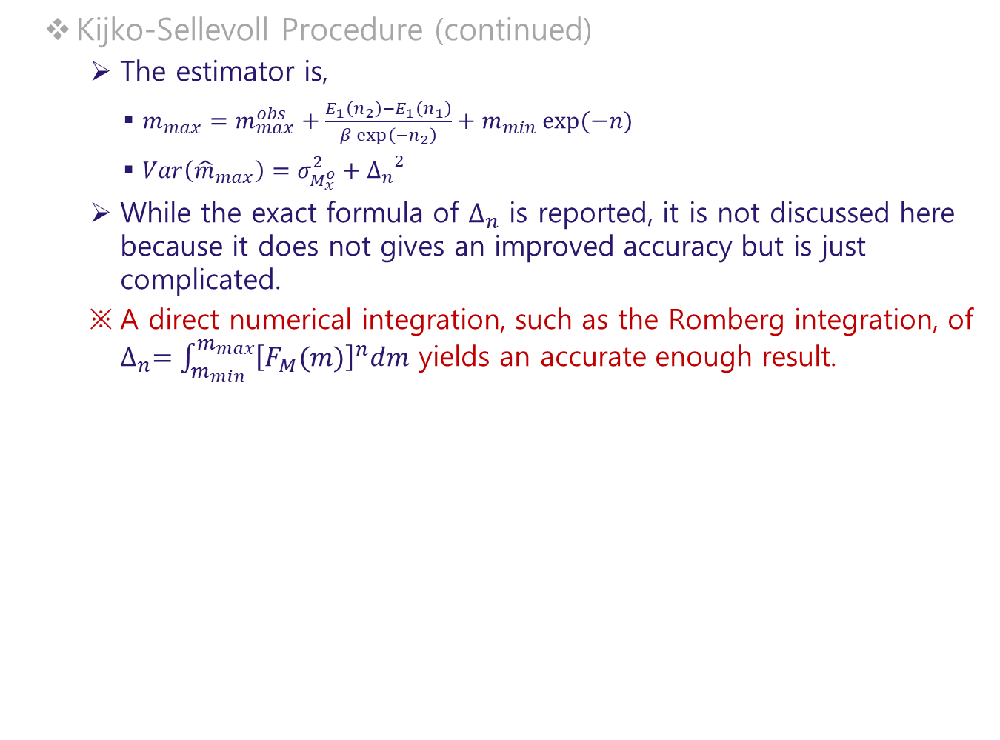 ❖ Kijko-Sellevoll Procedure (continued)
➢ The estimator is,
▪ $m_{max} = m_{max}^{obs} + \frac{E_1(n_2)-E_1(n_1)}{\beta \exp(-n_2)} + m_{min} \exp(-n)$
▪ $Var(\widehat{m}_{max}) = \sigma_{M_x^o}^2 + {\Delta_n}^2$
➢ While the exact formula of $\Delta_n$ is reported, it is not discussed here
because it does not gives an improved accuracy but is just
complicated.
※ A direct numerical integration, such as the Romberg integration, of
$\Delta_n = \int_{m_{min}}^{m_{max}} [F_M(m)]^n dm$ yields an accurate enough result.